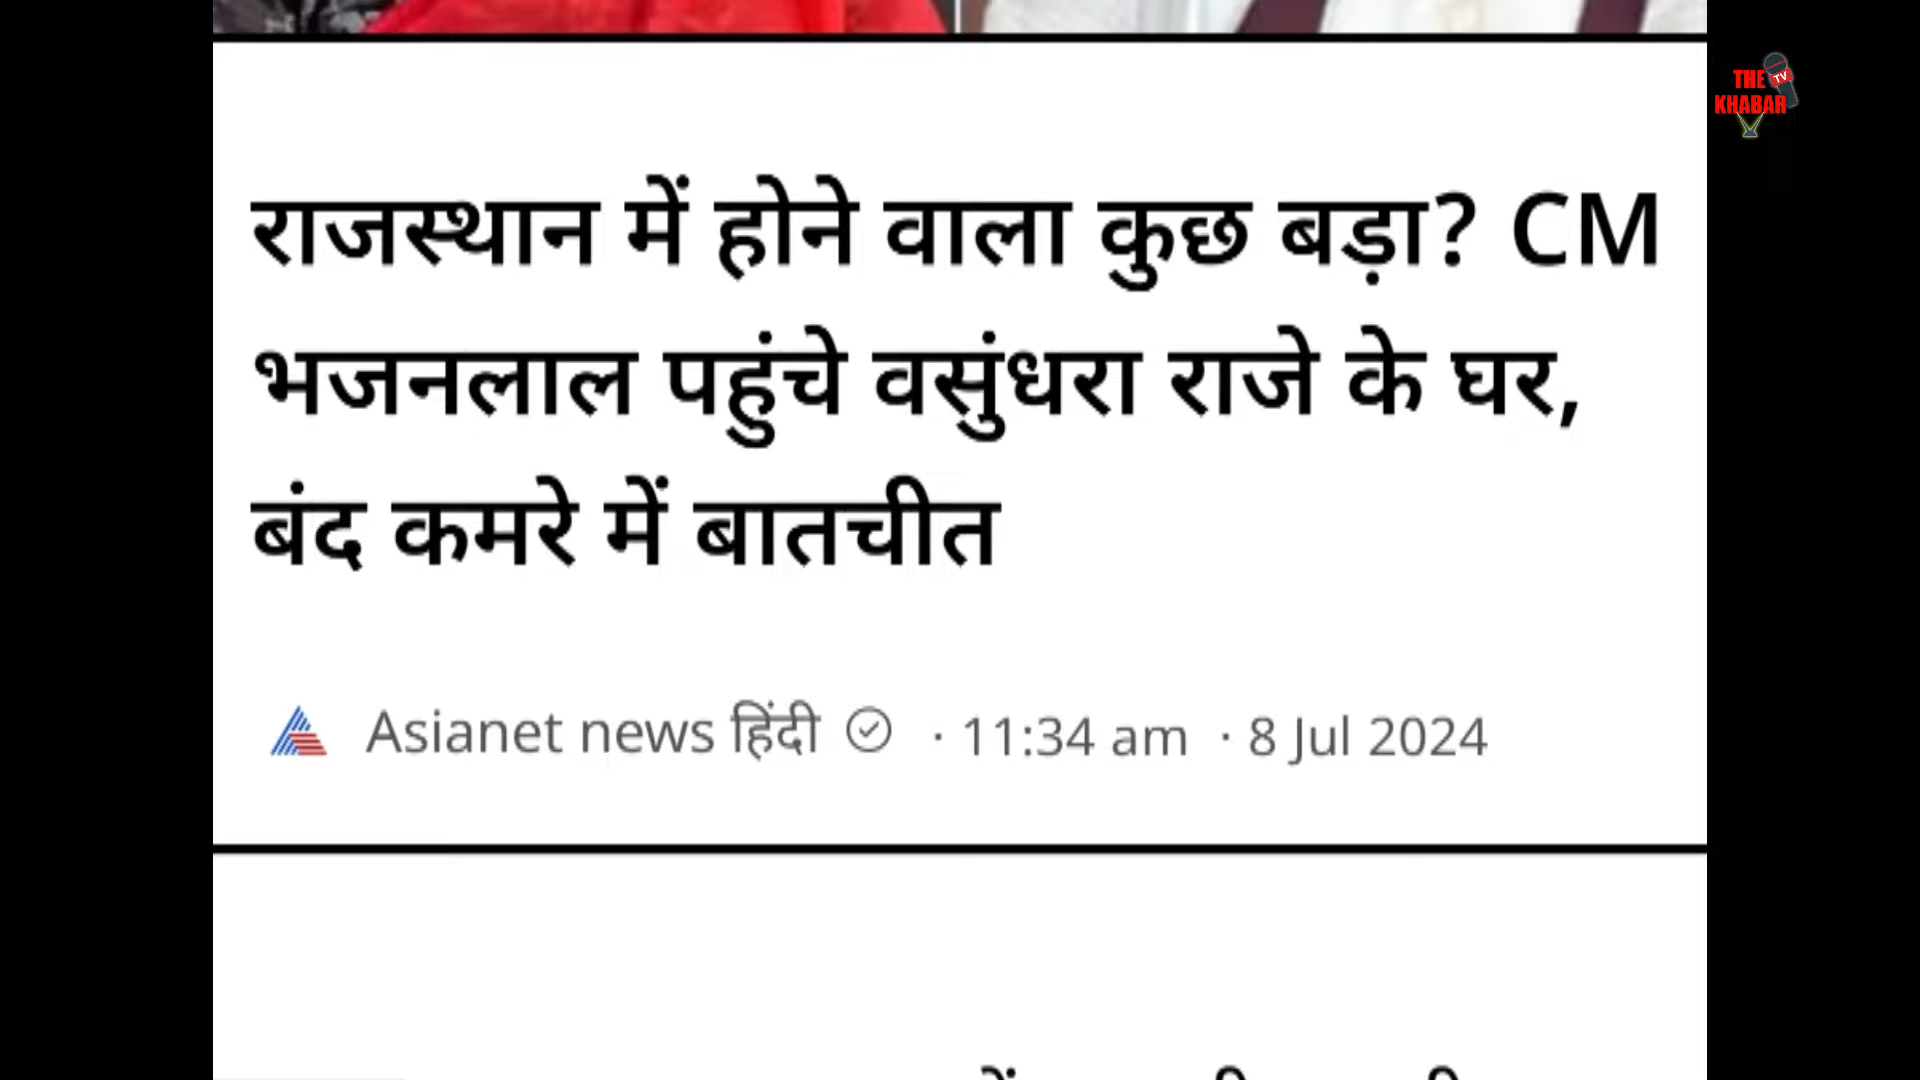 THE
TV
KHABAR
राजस्थान में होने वाला कुछ बड़ा? CM
भजनलाल पहुंचे वसुंधरा राजे के घर,
बंद कमरे में बातचीत
Asianet news हिंदी · 11:34 am · 8 Jul 2024